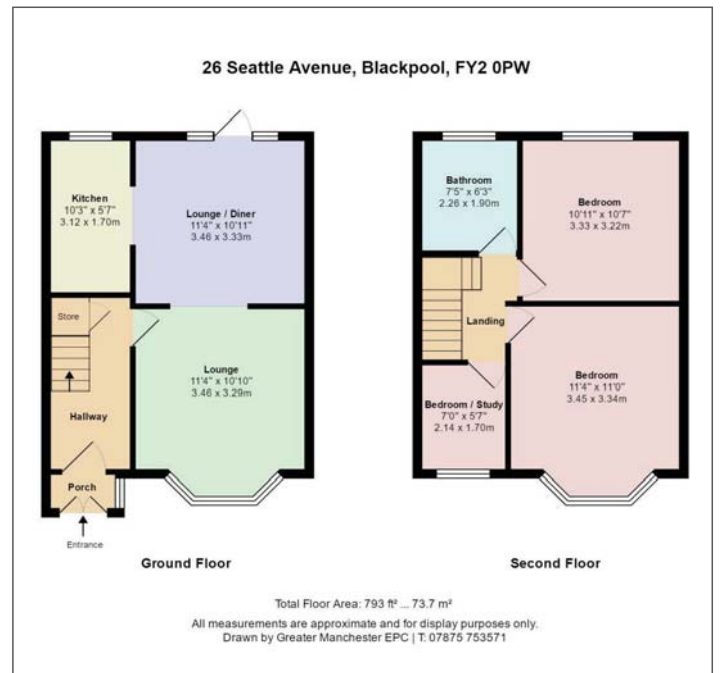 26 Seattle Avenue, Blackpool, FY2 0PW
Kitchen
10'3" x 5'7"
3.12 x 1.70m
Lounge / Diner
11'4" x 10'11"
3.46 x 3.33m
Store
Hallway
Lounge
11'4" x 10'10"
3.46 x 3.29m
Porch
Entrance
Ground Floor
Bathroom
7'5" x 6'3"
2.26 x 1.90m
Bedroom
10'11" x 10'7"
3.33 x 3.22m
Landing
Bedroom / Study
7'0" x 5'7"
2.14 x 1.70m
Bedroom
11'4" x 11'0"
3.45 x 3.34m
Second Floor
Total Floor Area: 793 ft² ... 73.7 m²
All measurements are approximate and for display purposes only.
Drawn by Greater Manchester EPC | T: 07875 753571